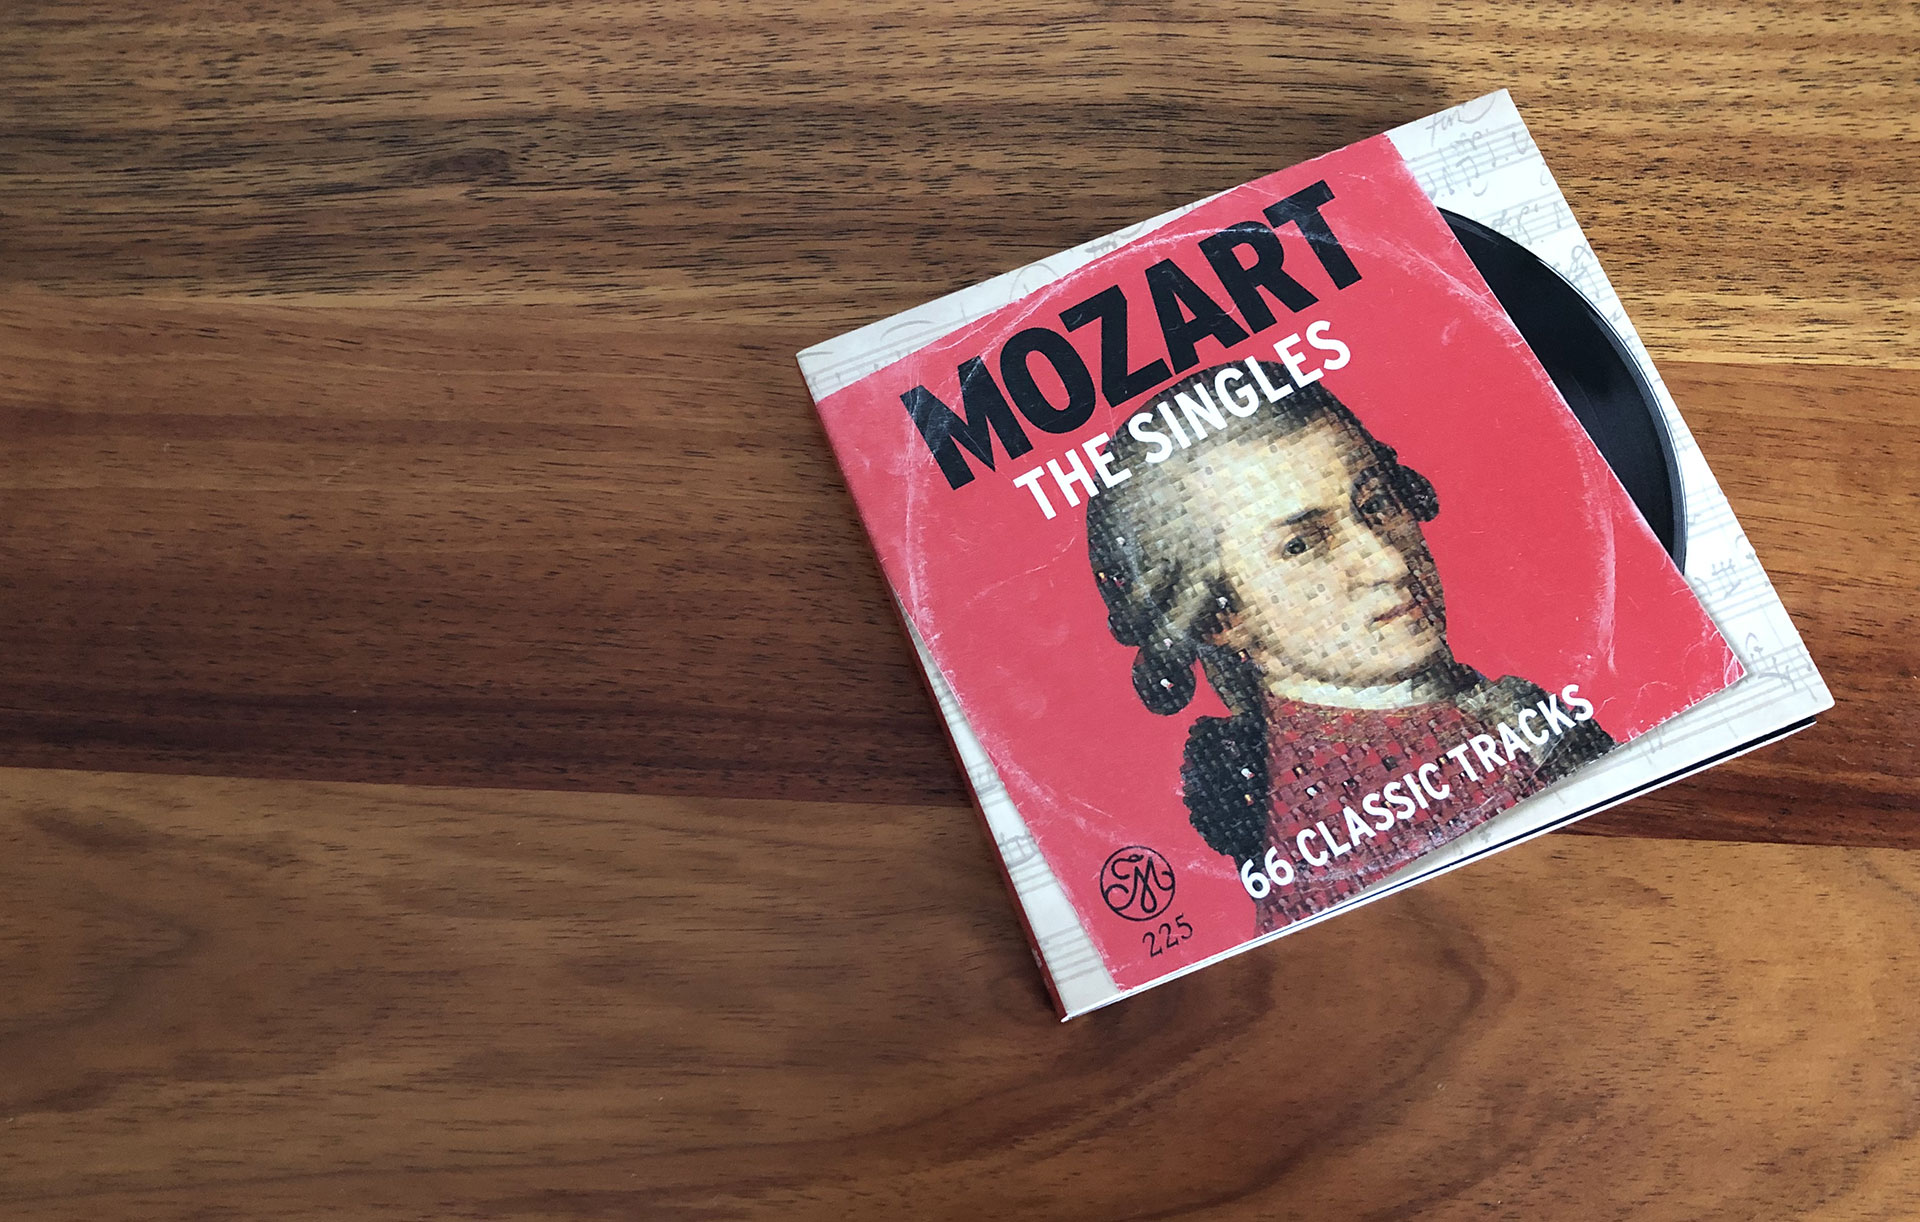 MOZART
THE SINGLES
66 CLASSIC TRACKS
M
225